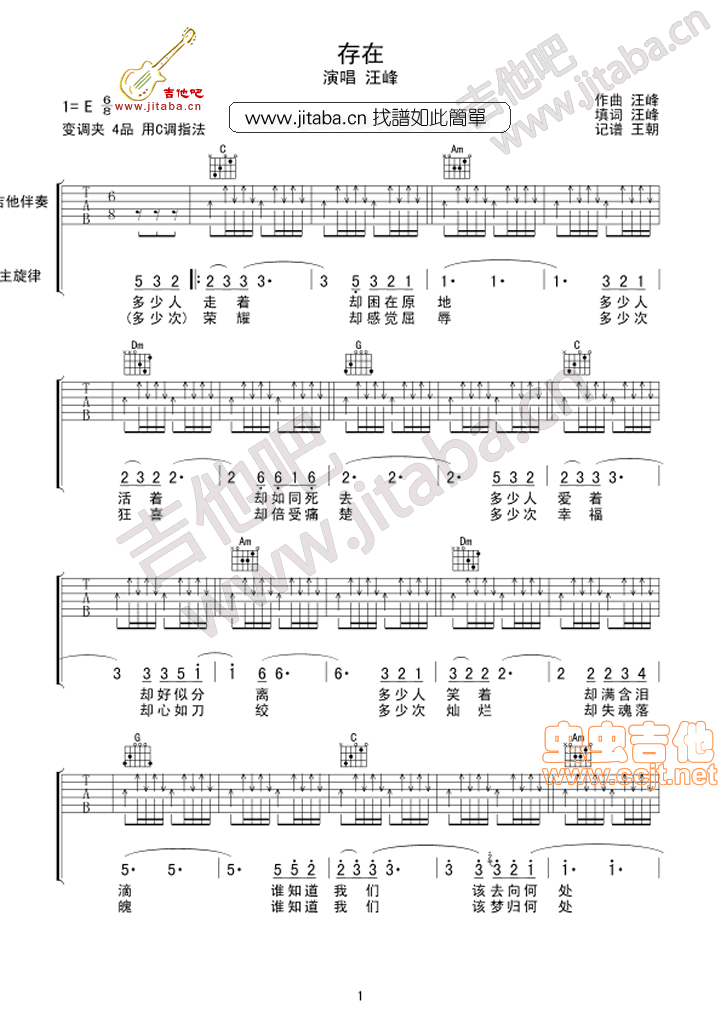 存在
演唱 汪峰
吉他吧
www.jitaba.cn
1= E 6/8
www.jitaba.cn 找譜如此簡單
作曲 汪峰
填词 汪峰
记谱 王朝
变调夹 4品 用C调指法
C Am
吉他伴奏
T A B 6 8
主旋律
5 3 2 2 3 3 3· 3 5 3 2 1 1· 1· 5 3 2
多少人 走着 却困在原 地 多少人
(多少次) 荣耀 却感觉屈 辱 多少次
Dm G C
T A B
2 3 2 2· 2 6 6 1 6 2· 2· 2· 5 3 2 2 3 3 3·
活着 却如同死 去 多少人 爱着
狂喜 却倍受痛 楚 多少次 幸福
Am Dm
T A B
3 3 3 5 i i 6 6· 6· 6· 3 2 1 3 2 2 2· 2 2 2 3 4
却好似分 离 多少人 笑着 却满含泪
却心如刀 绞 多少次 灿烂 却失魂落
G C Am
T A B
5· 5· 5· 5 5 2 2 3 3 3· 3 3 3 2 1 1 6·
滴 谁知道 我们 该去向何 处
魄 谁知道 我们 该梦归何 处
虫虫吉他
www.ccjt.net
吉他吧
www.jitaba.cn
吉他吧
www.jitaba.cn
1